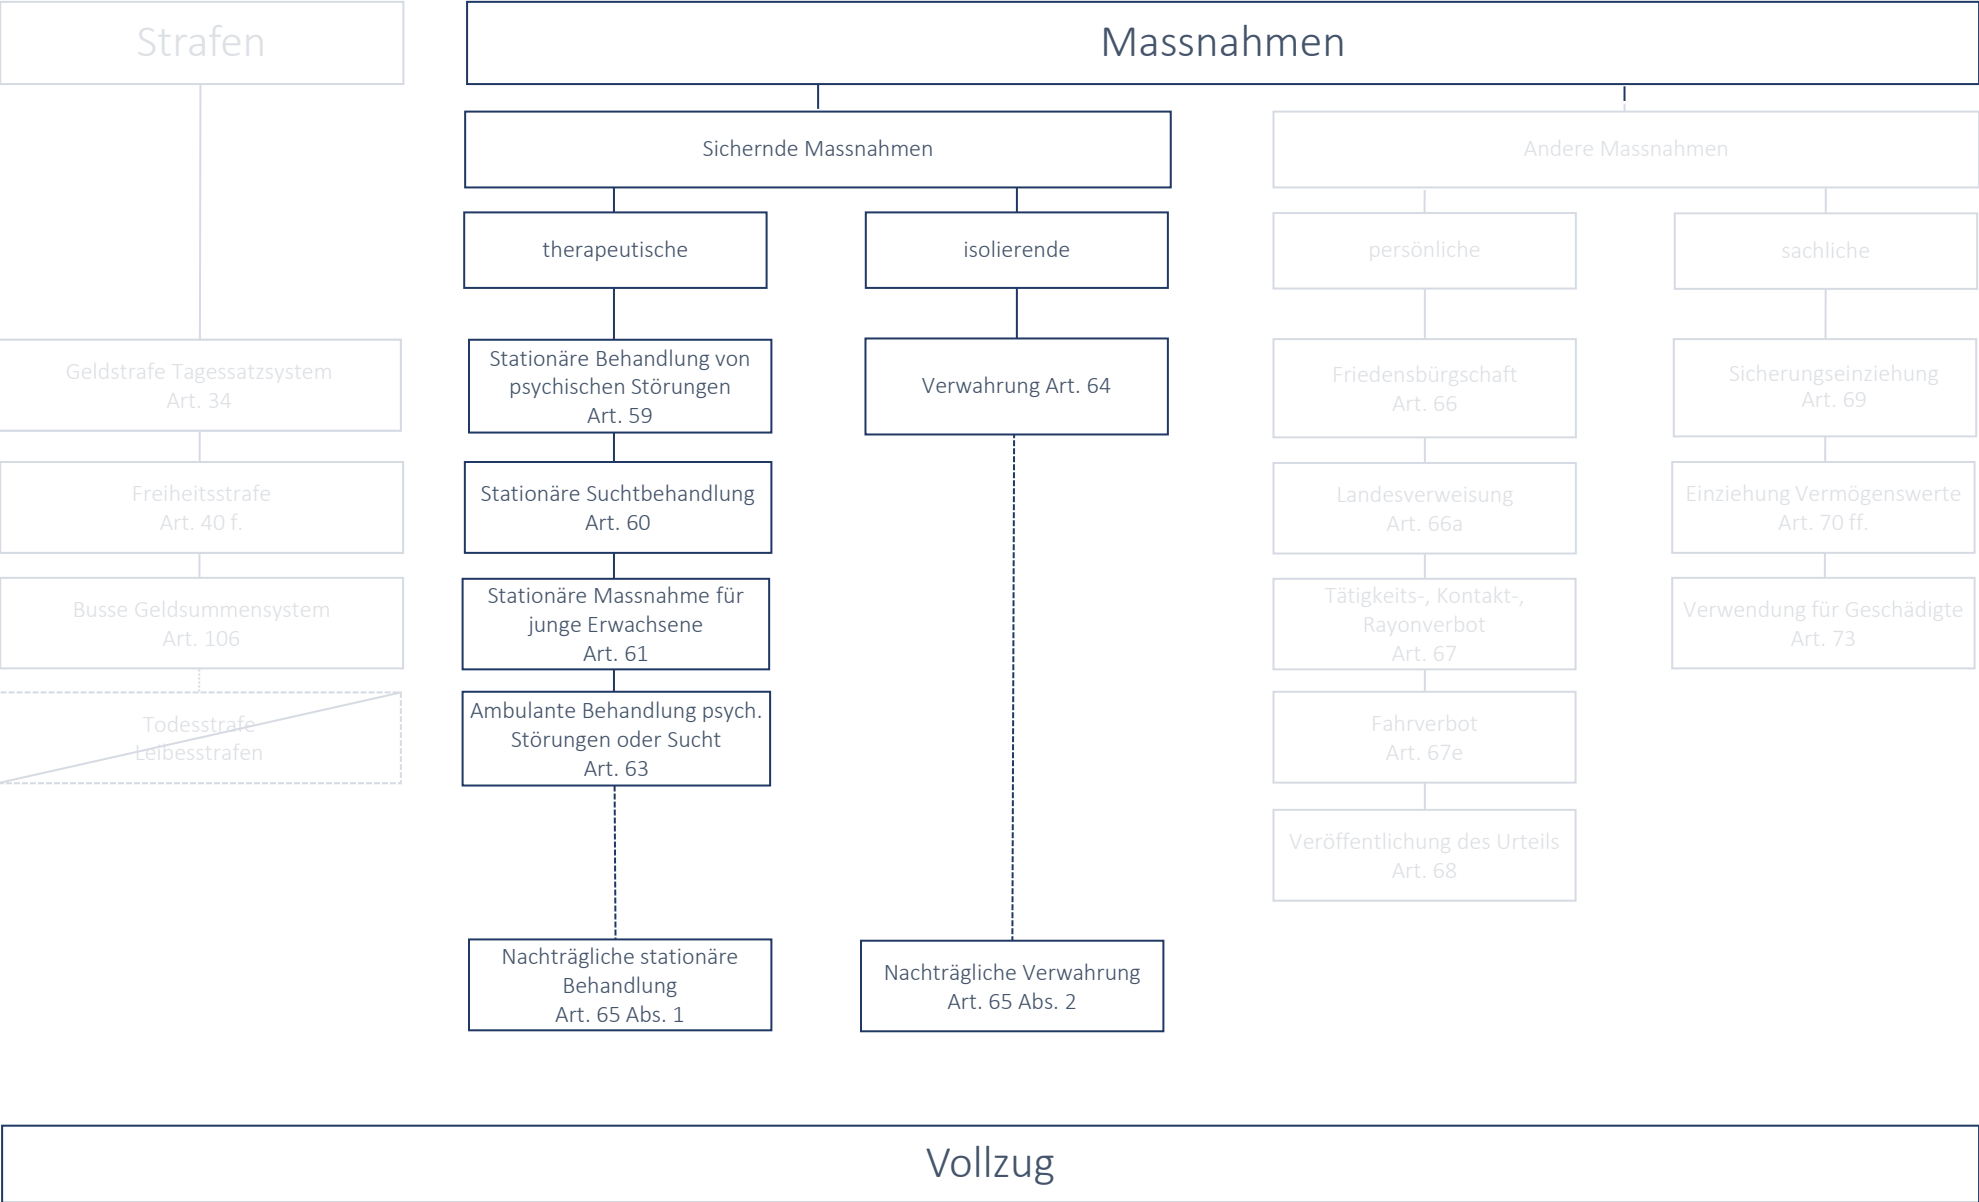 Strafen
Massnahmen
Sichernde Massnahmen
Andere Massnahmen
therapeutische
isolierende
persönliche
sachliche
Geldstrafe Tagessatzsystem
Art. 34
Freiheitsstrafe
Art. 40 f.
Busse Geldsummensystem
Art. 106
Todesstrafe
Leibesstrafen
Stationäre Behandlung von
psychischen Störungen
Art. 59
Stationäre Suchtbehandlung
Art. 60
Stationäre Massnahme für
junge Erwachsene
Art. 61
Ambulante Behandlung psych.
Störungen oder Sucht
Art. 63
Nachträgliche stationäre
Behandlung
Art. 65 Abs. 1
Verwahrung Art. 64
Nachträgliche Verwahrung
Art. 65 Abs. 2
Friedensbürgschaft
Art. 66
Landesverweisung
Art. 66a
Tätigkeits-, Kontakt-,
Rayonverbot
Art. 67
Fahrverbot
Art. 67e
Veröffentlichung des Urteils
Art. 68
Sicherungseinziehung
Art. 69
Einziehung Vermögenswerte
Art. 70 ff.
Verwendung für Geschädigte
Art. 73
Vollzug